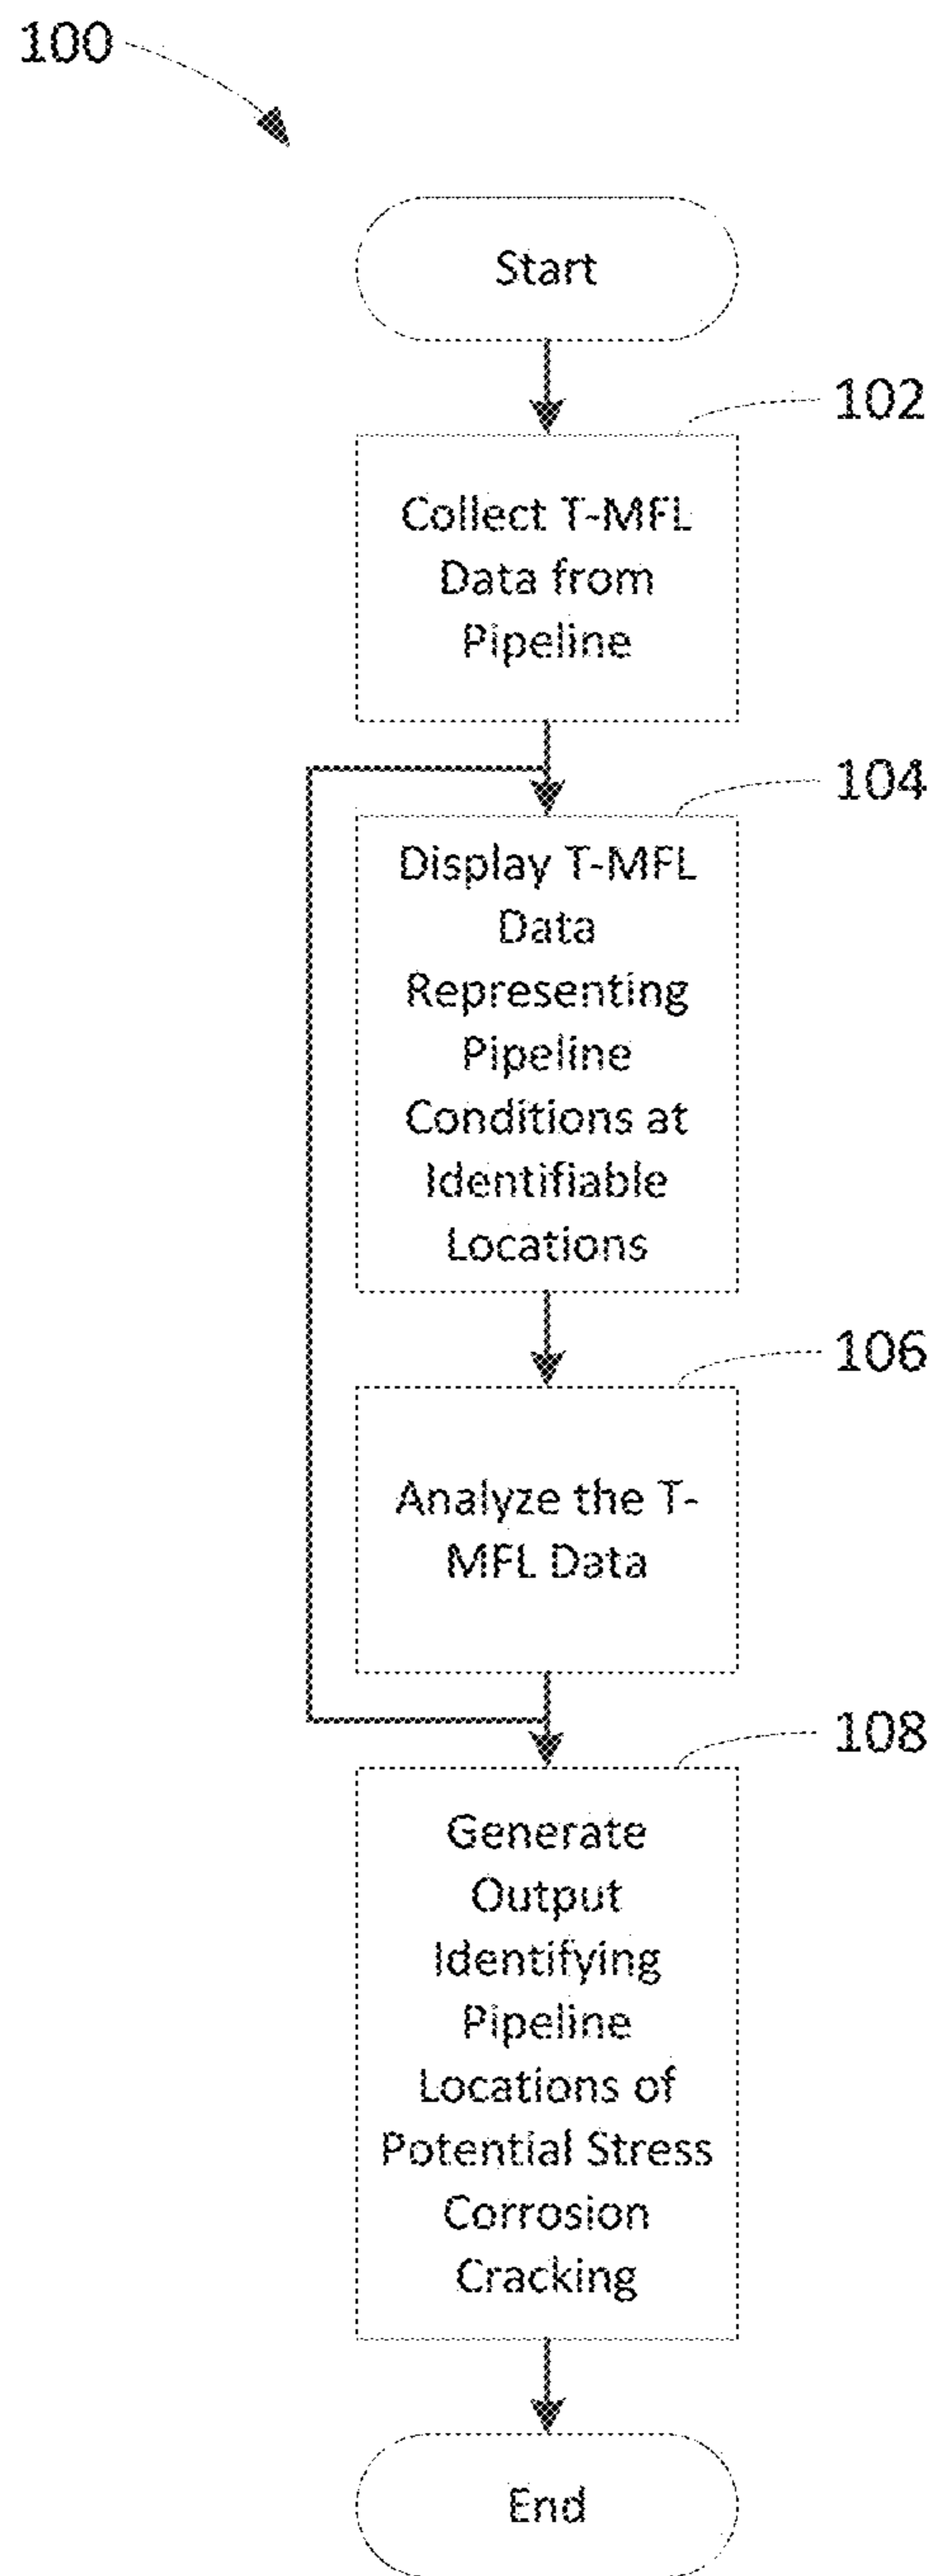 100
Start
102
Collect T-MFL
Data from
Pipeline
104
Display T-MFL
Data
Representing
Pipeline
Conditions at
Identifiable
Locations
106
Analyze the T-
MFL Data
108
Generate
Output
Identifying
Pipeline
Locations of
Potential Stress
Corrosion
Cracking
End